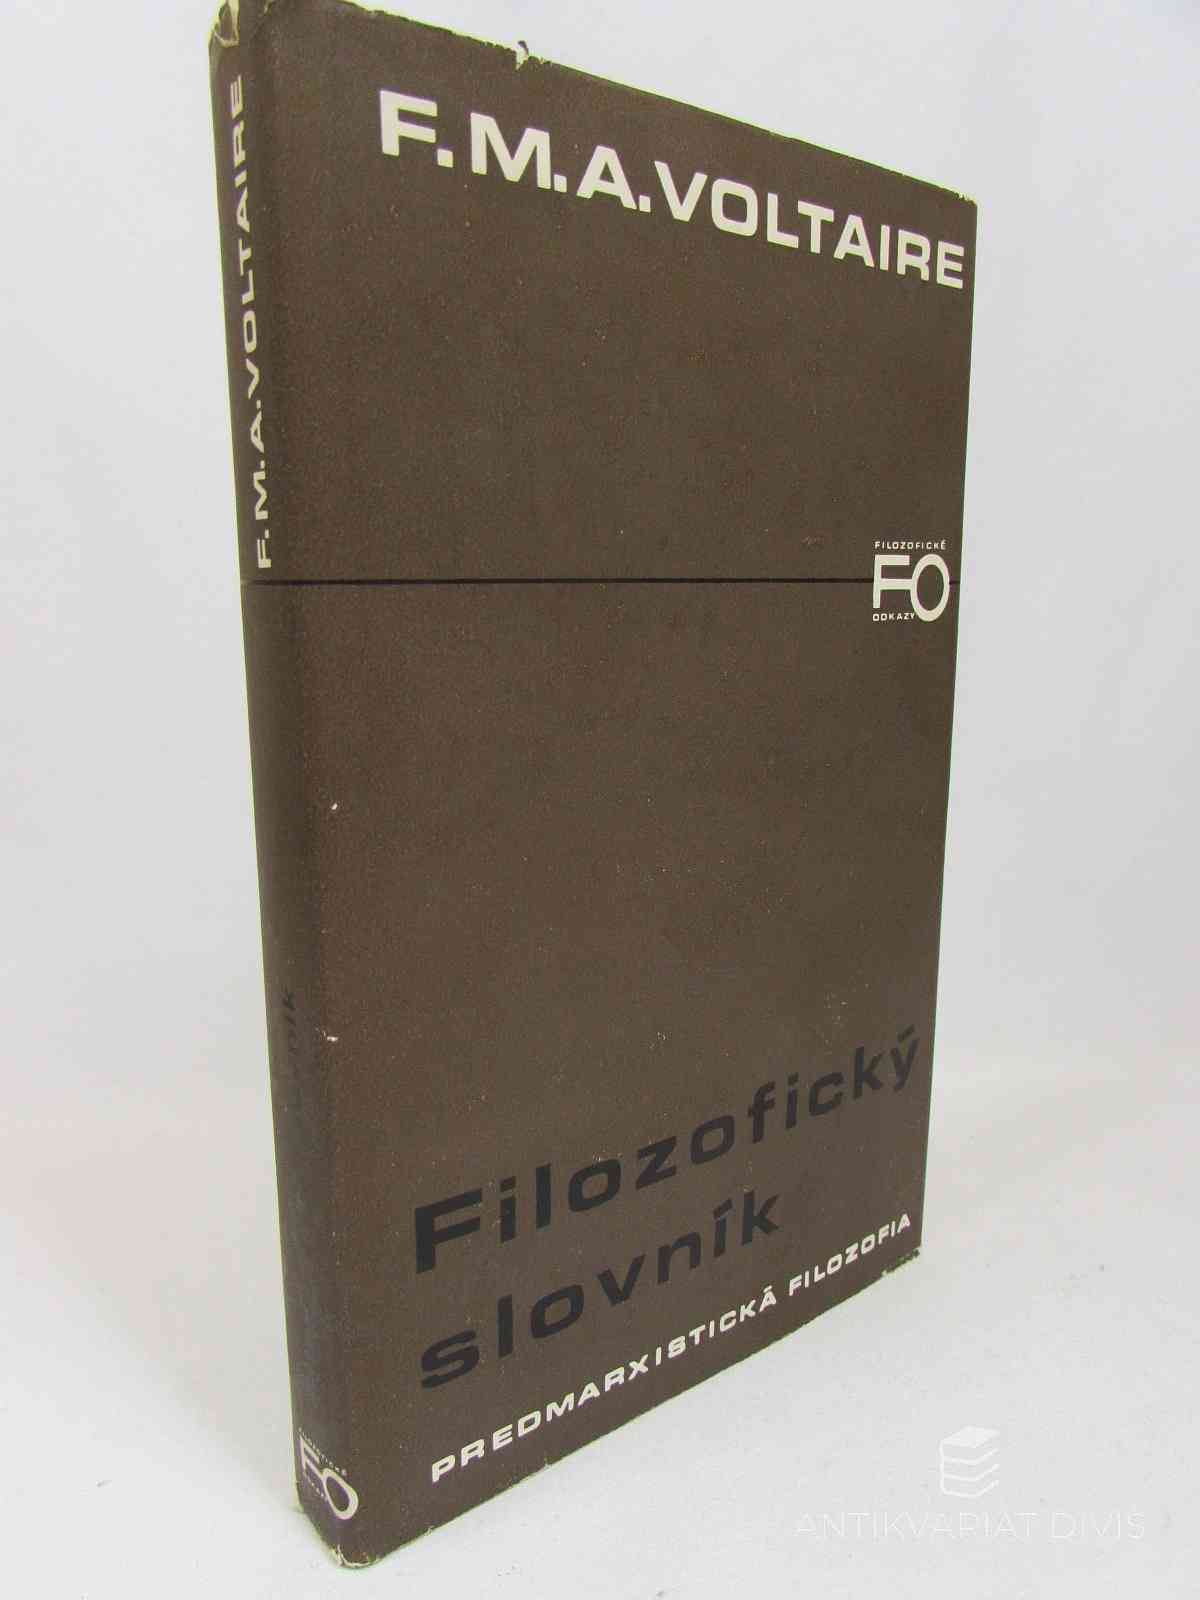 F.M.A.VOLTAIRE
F.M.A.VOLTAIRE
FILOZOFICKÉ
FO
ODKAZY
Filozofický
slovník
PREDMARXISTICKÁ FILOZOFIA
FO
ANTIKVARIÁT DIVIŠ